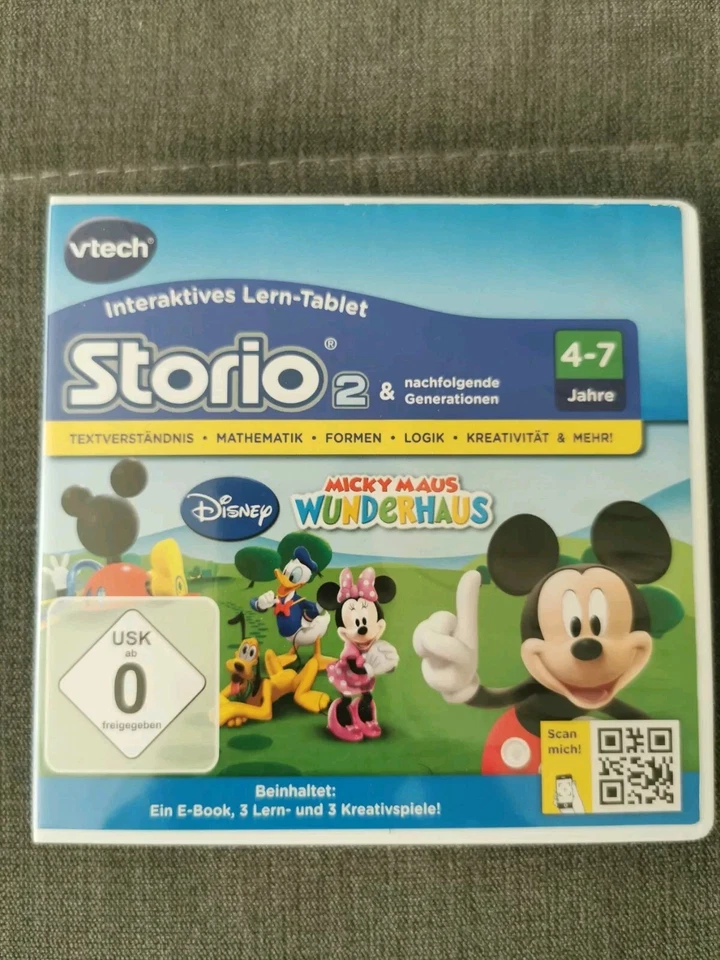 vtech®
Interaktives Lern-Tablet
Storio® 2 & nachfolgende Generationen
4-7
Jahre
TEXTVERSTÄNDNIS • MATHEMATIK • FORMEN • LOGIK • KREATIVITÄT & MEHR!
Disney
MICKY MAUS
WUNDERHAUS
USK
ab
0
freigegeben
Scan
mich!
Beinhaltet:
Ein E-Book, 3 Lern- und 3 Kreativspiele!